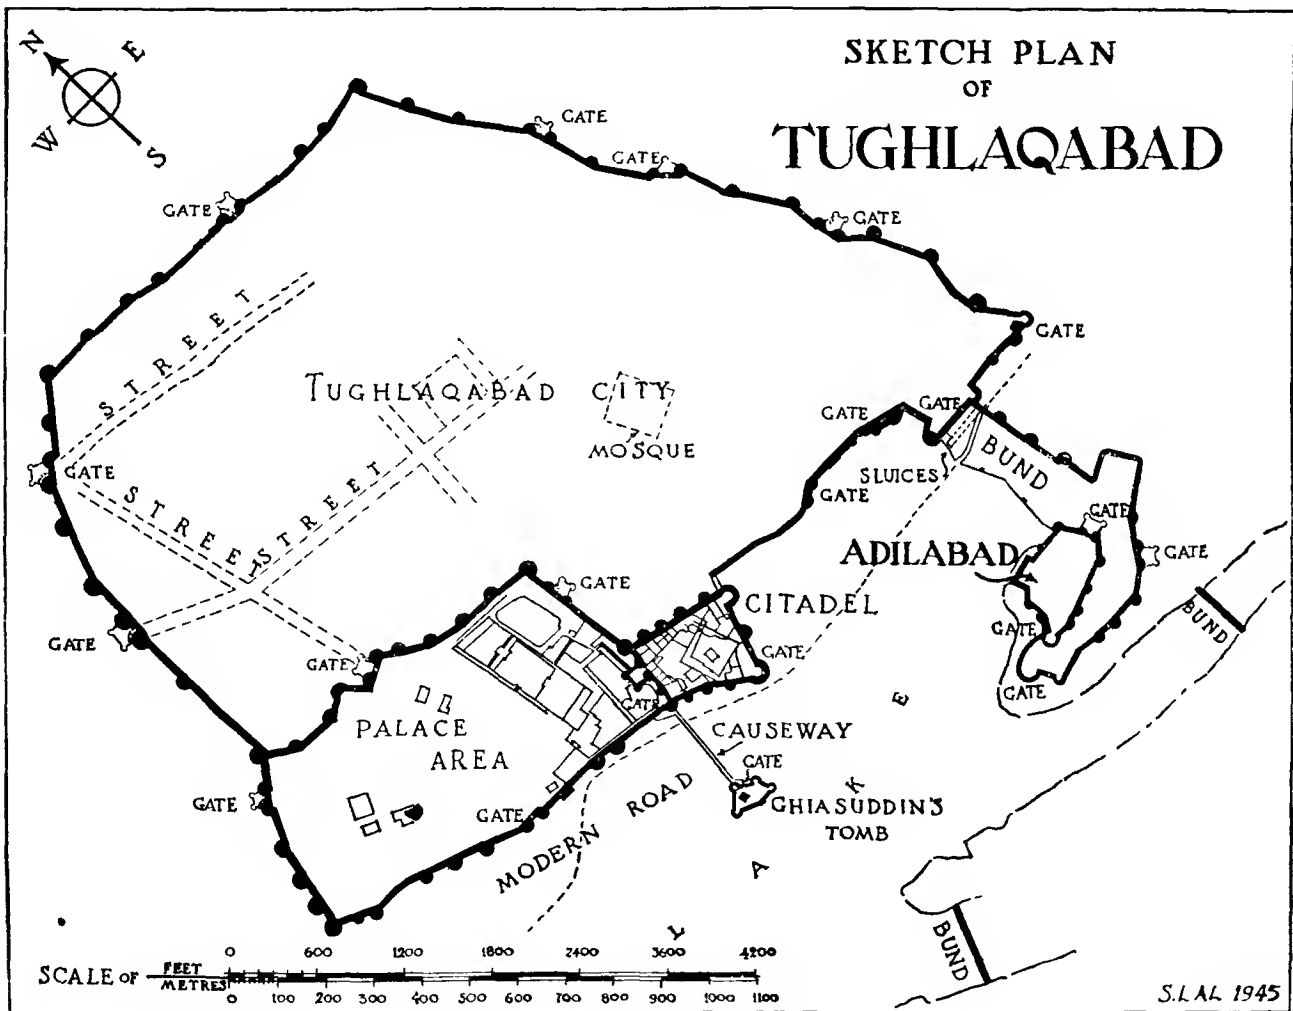 SKETCH PLAN
OF
TUGHLAQABAD
N
E
W
S
GATE
GATE
GATE
GATE
GATE
STREET
TUGHLAQABAD CITY
MOSQUE
GATE
GATE
GATE
SLUICES
BUND
GATE
STREET
STREET
GATE
ADILABAD
GATE
GATE
CITADEL
BUND
GATE
GATE
GATE
GATE
GATE
GATE
PALACE
AREA
CAUSEWAY
GATE
GATE
GATE
GHIASUDDIN'S
TOMB
MODERN ROAD
LAKE
BUND
SCALE OF FEET
METRES
0 600 1200 1800 2400 3600 4200
0 100 200 300 400 500 600 700 800 900 1000 1100
S.LAL 1945